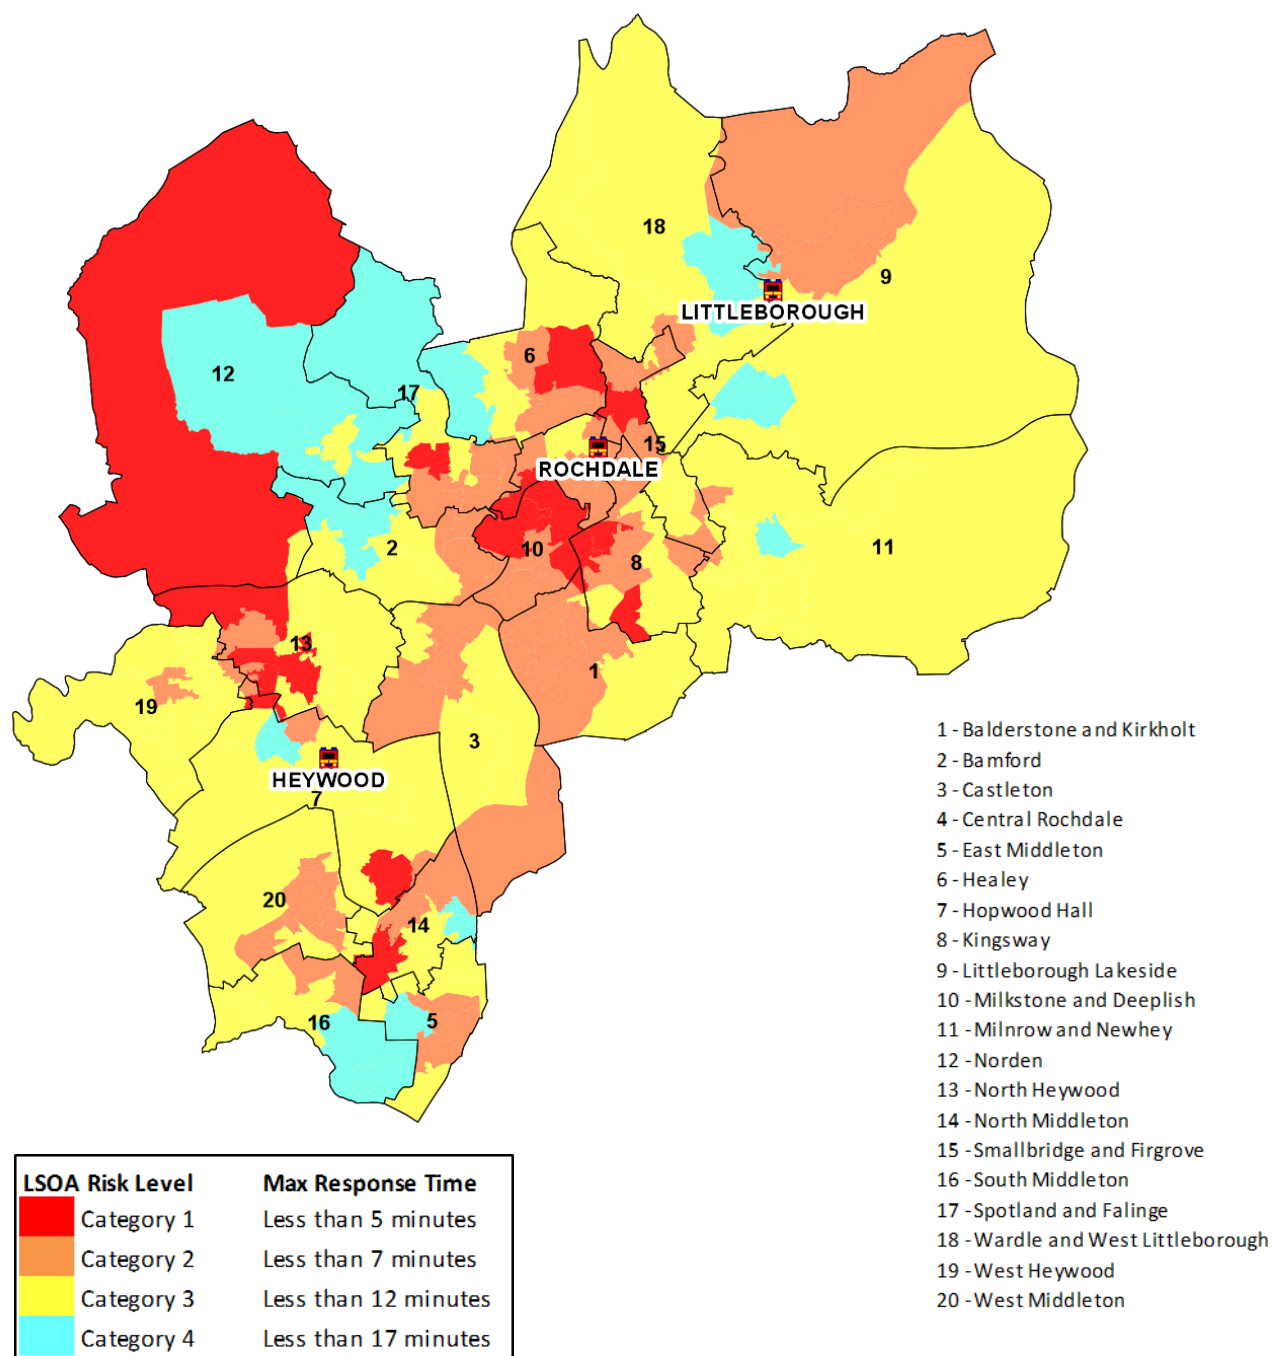 18
9
LITTLEBOROUGH
6
12
17
15
ROCHDALE
2
10
8
11
13
1
19
3
HEYWOOD
7
20
14
16
5
1 - Balderstone and Kirkholt
2 - Bamford
3 - Castleton
4 - Central Rochdale
5 - East Middleton
6 - Healey
7 - Hopwood Hall
8 - Kingsway
9 - Littleborough Lakeside
10 - Milkstone and Deeplish
11 - Milnrow and Newhey
12 - Norden
13 - North Heywood
14 - North Middleton
15 - Smallbridge and Firgrove
16 - South Middleton
17 - Spotland and Falinge
18 - Wardle and West Littleborough
19 - West Heywood
20 - West Middleton
LSOA Risk Level Max Response Time
Category 1 Less than 5 minutes
Category 2 Less than 7 minutes
Category 3 Less than 12 minutes
Category 4 Less than 17 minutes